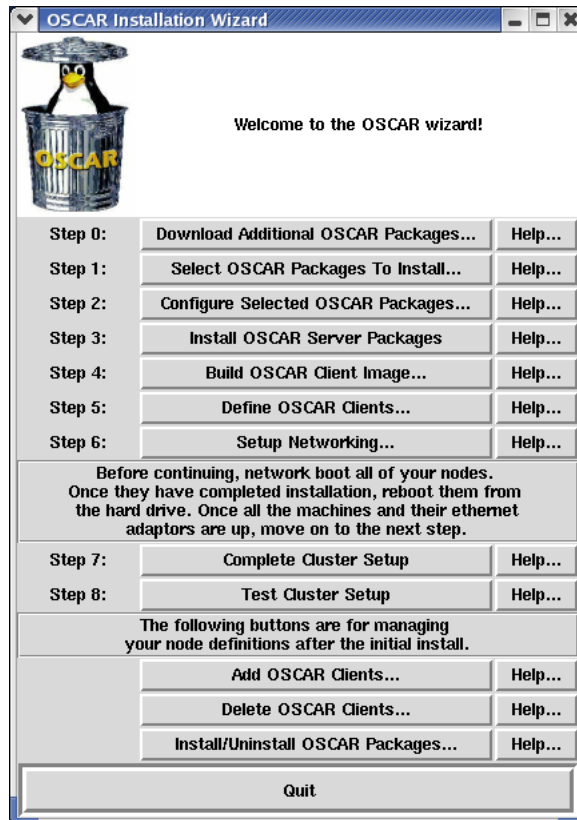 OSCAR Installation Wizard
OSCAR
Welcome to the OSCAR wizard!
Step 0: Download Additional OSCAR Packages... Help...
Step 1: Select OSCAR Packages To Install... Help...
Step 2: Configure Selected OSCAR Packages... Help...
Step 3: Install OSCAR Server Packages Help...
Step 4: Build OSCAR Client Image... Help...
Step 5: Define OSCAR Clients... Help...
Step 6: Setup Networking... Help...
Before continuing, network boot all of your nodes.
Once they have completed installation, reboot them from
the hard drive. Once all the machines and their ethernet
adaptors are up, move on to the next step.
Step 7: Complete Cluster Setup Help...
Step 8: Test Cluster Setup Help...
The following buttons are for managing
your node definitions after the initial install.
Add OSCAR Clients... Help...
Delete OSCAR Clients... Help...
Install/Uninstall OSCAR Packages... Help...
Quit